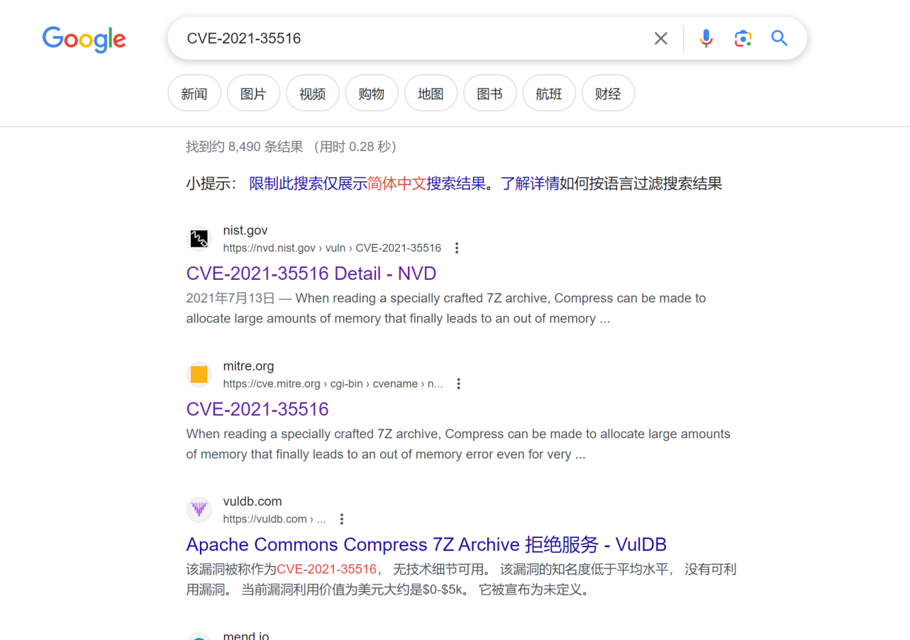 Google
CVE-2021-35516
新闻
图片
视频
购物
地图
图书
航班
财经
找到约 8,490 条结果 （用时 0.28 秒）
小提示： 限制此搜索仅展示简体中文搜索结果。了解详情如何按语言过滤搜索结果
nist.gov
https://nvd.nist.gov › vuln › CVE-2021-35516
CVE-2021-35516 Detail - NVD
2021年7月13日 — When reading a specially crafted 7Z archive, Compress can be made to
allocate large amounts of memory that finally leads to an out of memory ...
mitre.org
https://cve.mitre.org › cgi-bin › cvename › n...
CVE-2021-35516
When reading a specially crafted 7Z archive, Compress can be made to allocate large amounts
of memory that finally leads to an out of memory error even for very ...
vuldb.com
https://vuldb.com › ...
Apache Commons Compress 7Z Archive 拒绝服务 - VulDB
该漏洞被称作为CVE-2021-35516， 无技术细节可用。 该漏洞的知名度低于平均水平， 没有可利
用漏洞。 当前漏洞利用价值为美元大约是$0-$5k。 它被宣布为未定义。
mend.io